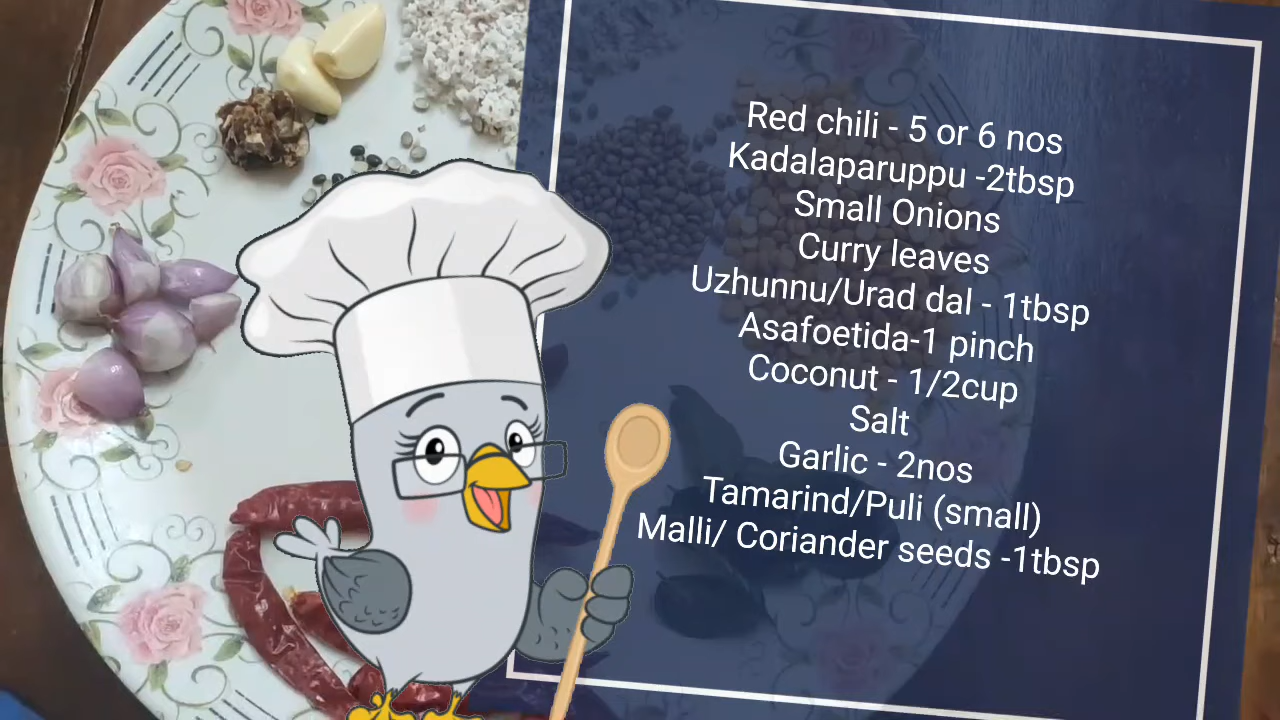 Red chili - 5 or 6 nos
Kadalaparuppu -2tbsp
Small Onions
Curry leaves
Uzhunnu/Urad dal - 1tbsp
Asafoetida-1 pinch
Coconut - 1/2cup
Salt
Garlic - 2nos
Tamarind/Puli (small)
Malli/ Coriander seeds -1tbsp